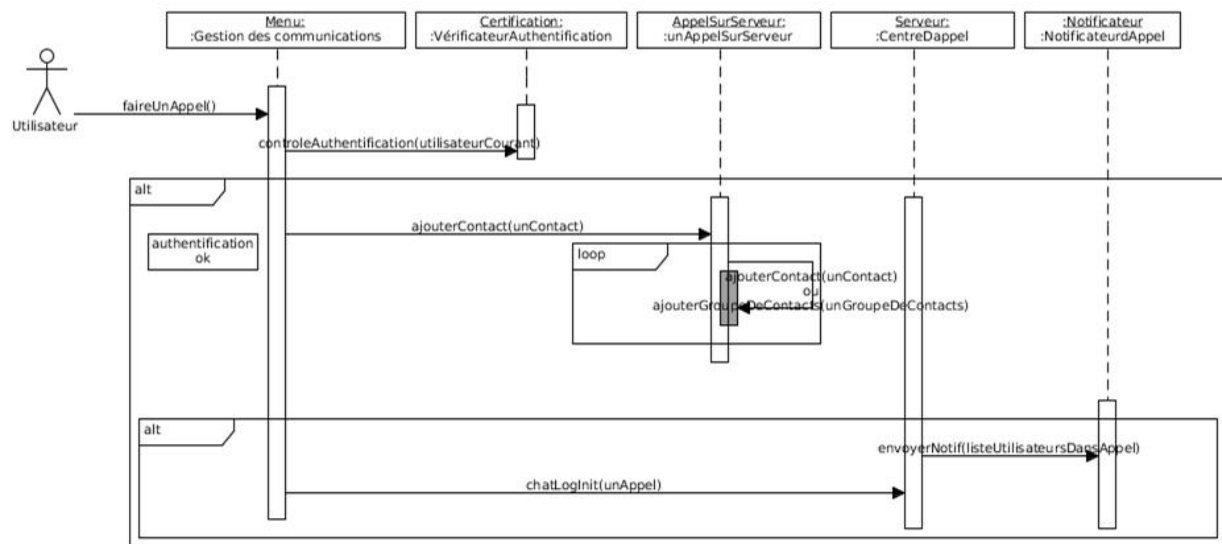 Menu:
:Gestion des communications
Certification:
:VérificateurAuthentification
AppelSurServeur:
:unAppelSurServeur
Serveur:
:CentreDappel
:Notificateur
:NotificateurdAppel
Utilisateur
faireUnAppel()
controleAuthentification(utilisateurCourant)
alt
authentification
ok
ajouterContact(unContact)
loop
ajouterContact(unContact)
ou
ajouterGroupeDeContacts(unGroupeDeContacts)
alt
envoyerNotif(listeUtilisateursDansAppel)
chatLogInit(unAppel)